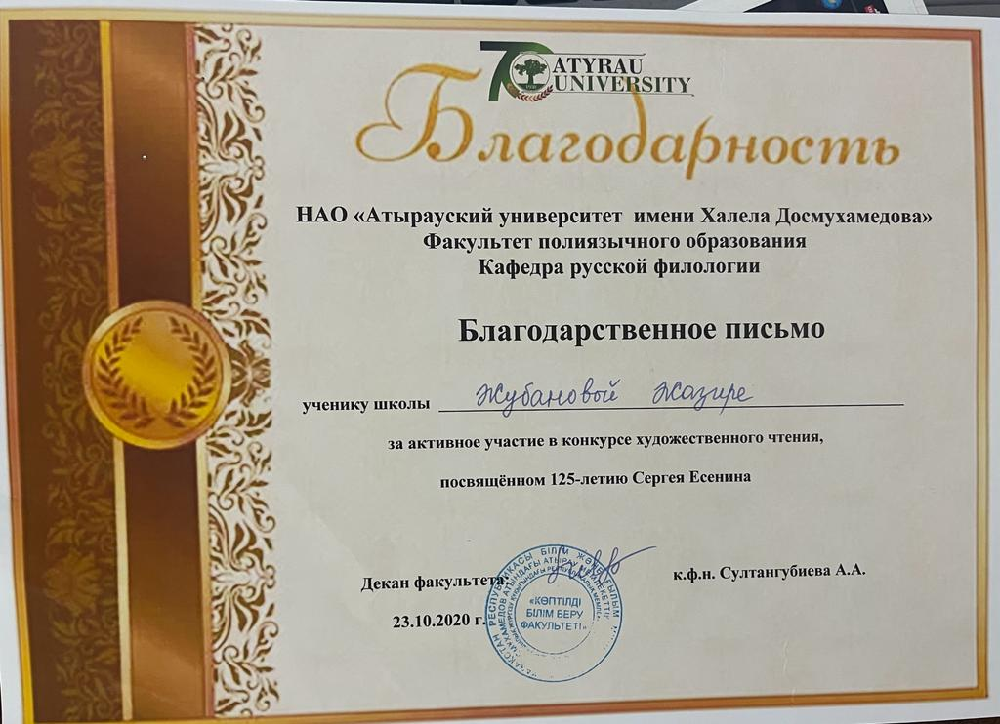 70 ATYRAU
UNIVERSITY
Благодарность
НАО «Атырауский университет имени Халела Досмухамедова»
Факультет полиязычного образования
Кафедра русской филологии
Благодарственное письмо
ученику школы Жубановой Жазире
за активное участие в конкурсе художественного чтения,
посвящённом 125-летию Сергея Есенина
Декан факультета: к.ф.н. Султангубиева А.А.
23.10.2020 г.
«КӨПТІЛДІ
БІЛІМ БЕРУ
ФАКУЛЬТЕТІ»